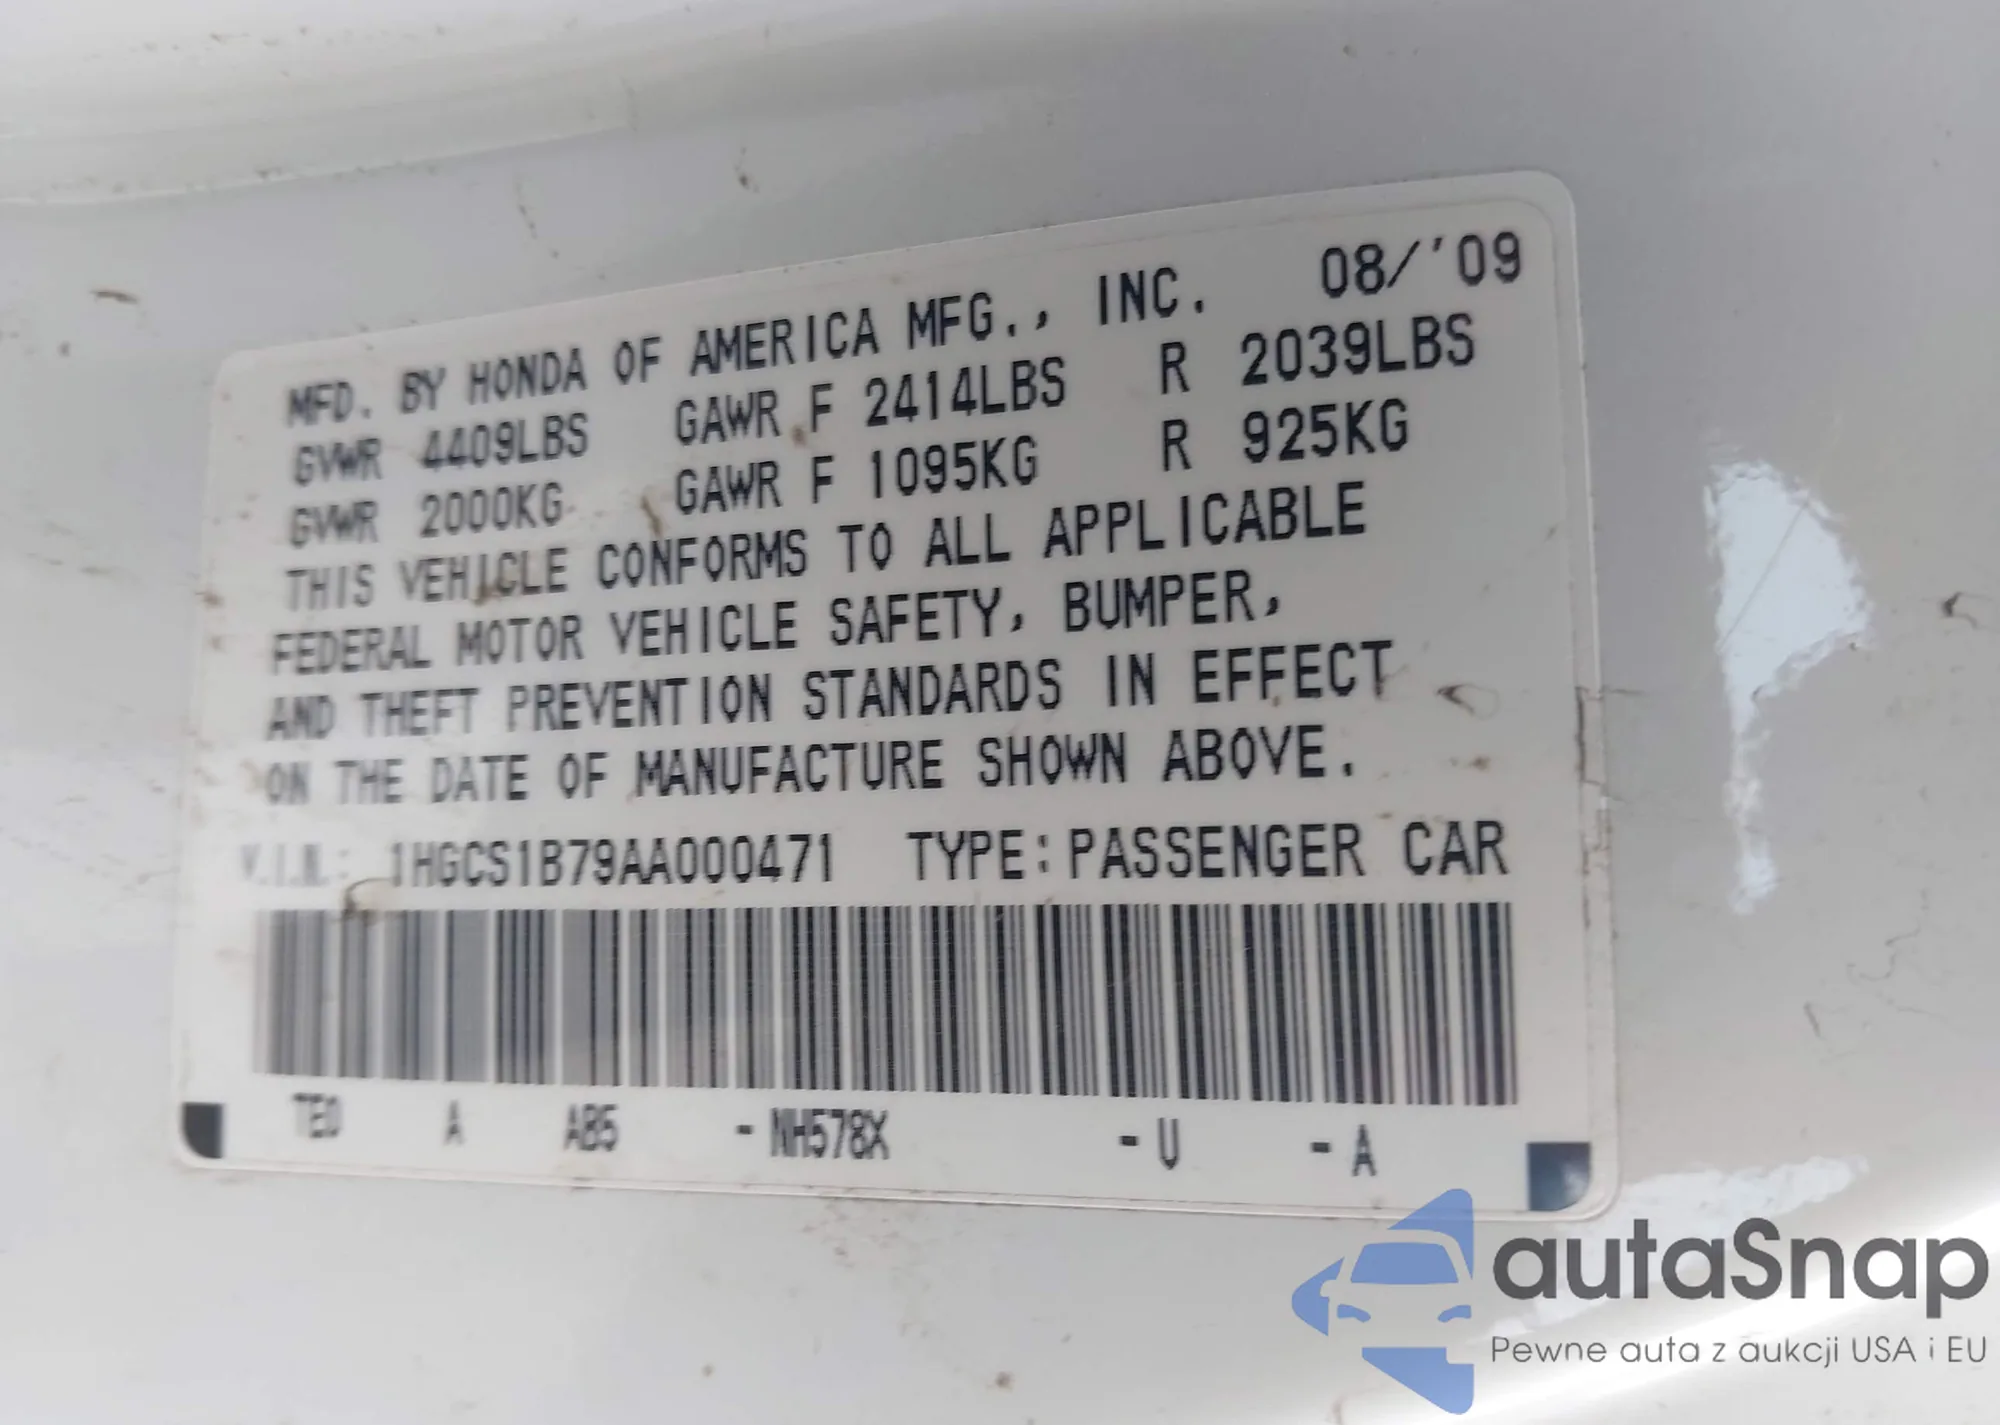 MFD. BY HONDA OF AMERICA MFG., INC. 08/'09
GVWR 4409LBS GAWR F 2414LBS R 2039LBS
GVWR 2000KG GAWR F 1095KG R 925KG
THIS VEHICLE CONFORMS TO ALL APPLICABLE
FEDERAL MOTOR VEHICLE SAFETY, BUMPER,
AND THEFT PREVENTION STANDARDS IN EFFECT
ON THE DATE OF MANUFACTURE SHOWN ABOVE.
V.I.N.: 1HGCS1B79AA000471 TYPE:PASSENGER CAR
TE0 A AB5 -NH578X -U -A
autaSnap
Pewne auta z aukcji USA i EU